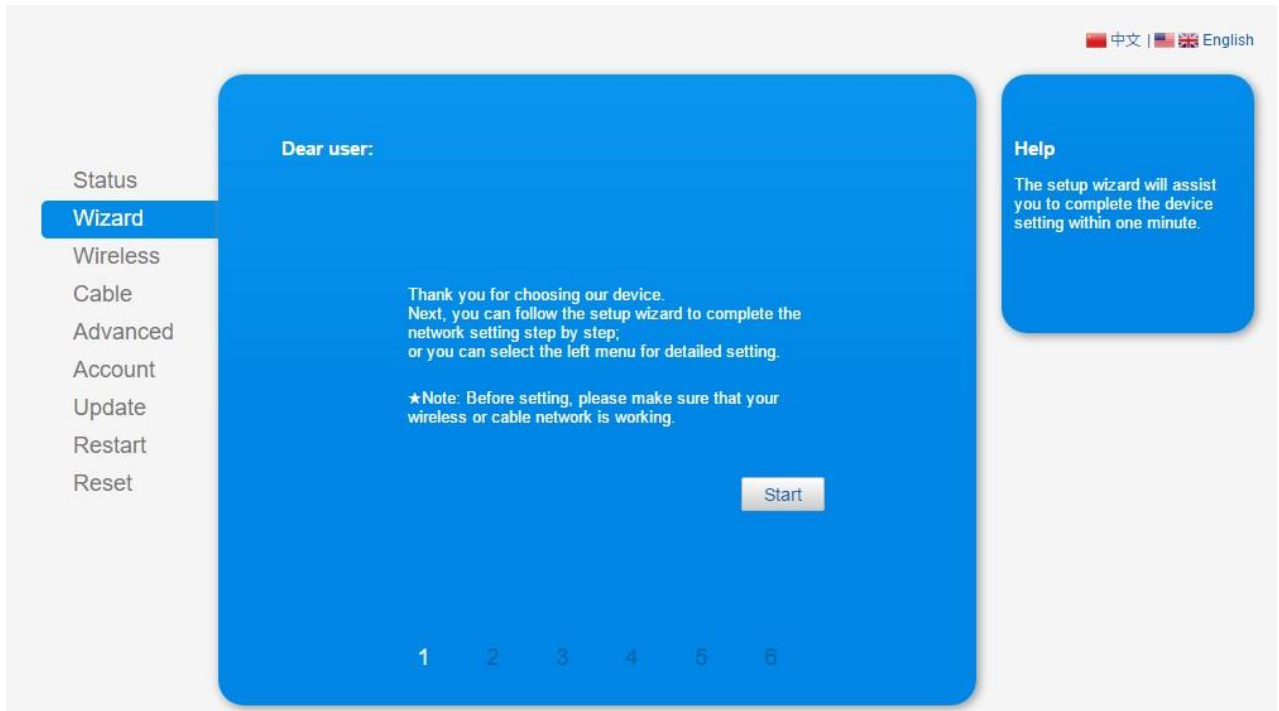 中文 | English
Status
Wizard
Wireless
Cable
Advanced
Account
Update
Restart
Reset
Dear user:
Thank you for choosing our device.
Next, you can follow the setup wizard to complete the
network setting step by step;
or you can select the left menu for detailed setting.
★Note: Before setting, please make sure that your
wireless or cable network is working.
Start
1 2 3 4 5 6
Help
The setup wizard will assist
you to complete the device
setting within one minute.